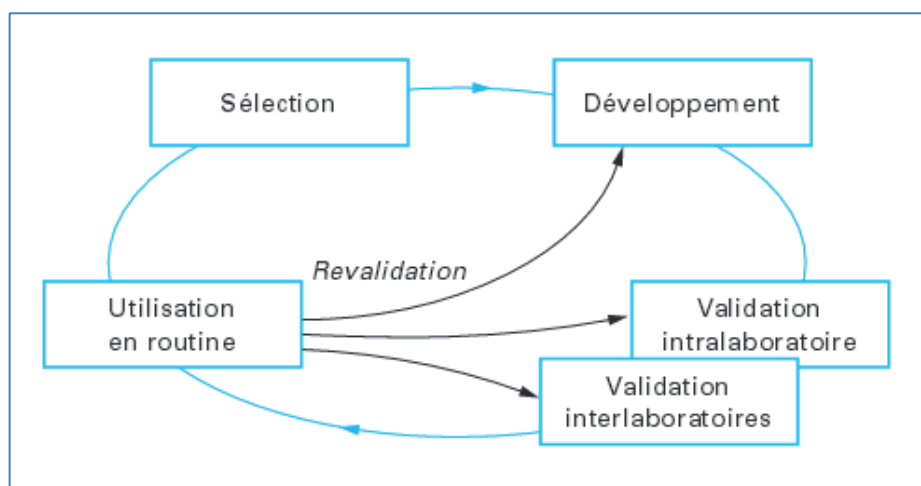 Sélection
Développement
Revalidation
Utilisation
en routine
Validation
intralaboratoire
Validation
interlaboratoires